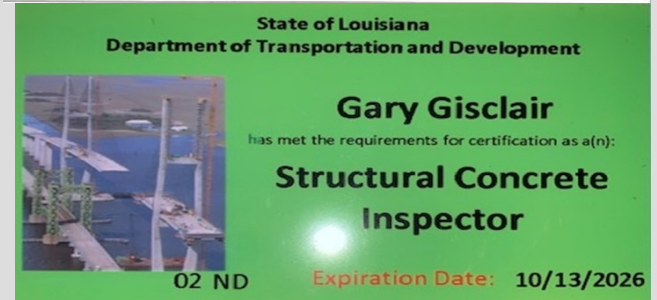 State of Louisiana
Department of Transportation and Development
Gary Gisclair
has met the requirements for certification as a(n):
Structural Concrete
Inspector
02 ND
Expiration Date: 10/13/2026